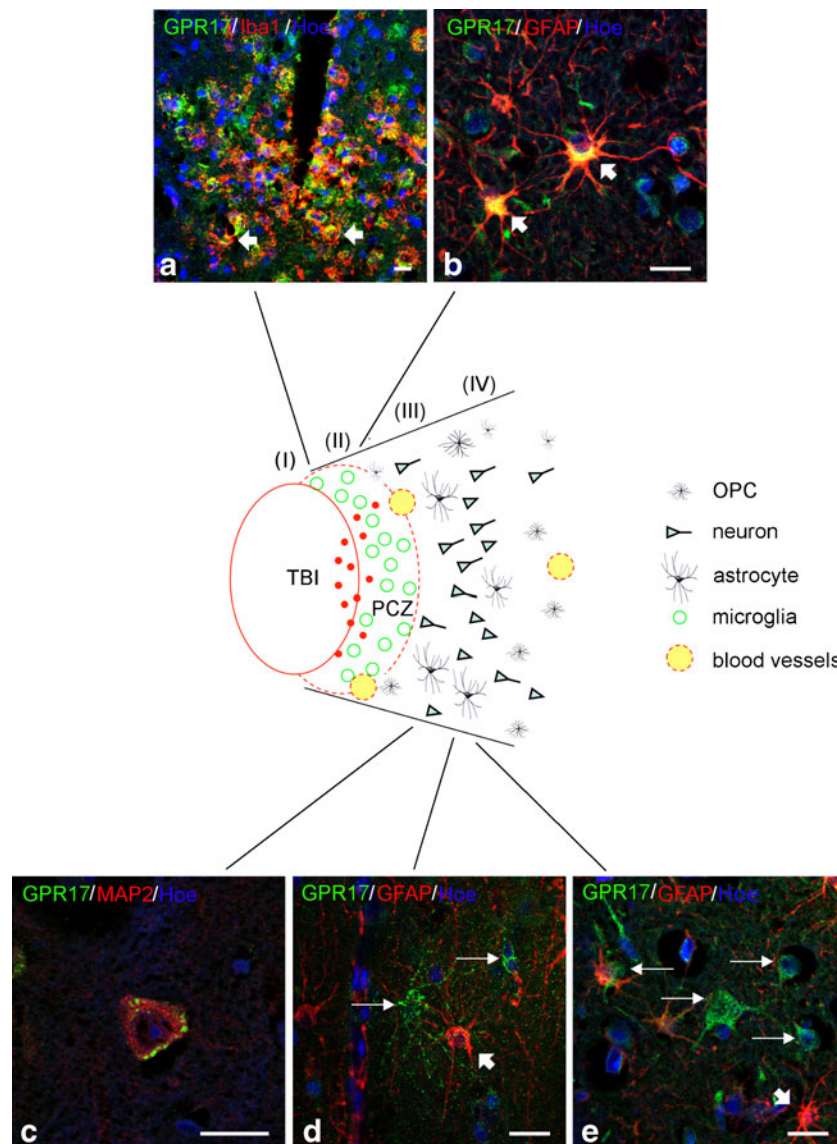 GPR17/Iba1/Hoe
GPR17/GFAP/Hoe
a
b
(IV)
(III)
(II)
(I)
TBI
PCZ
OPC
neuron
astrocyte
microglia
blood vessels
GPR17/MAP2/Hoe
GPR17/GFAP/Hoe
GPR17/GFAP/Hoe
c
d
e